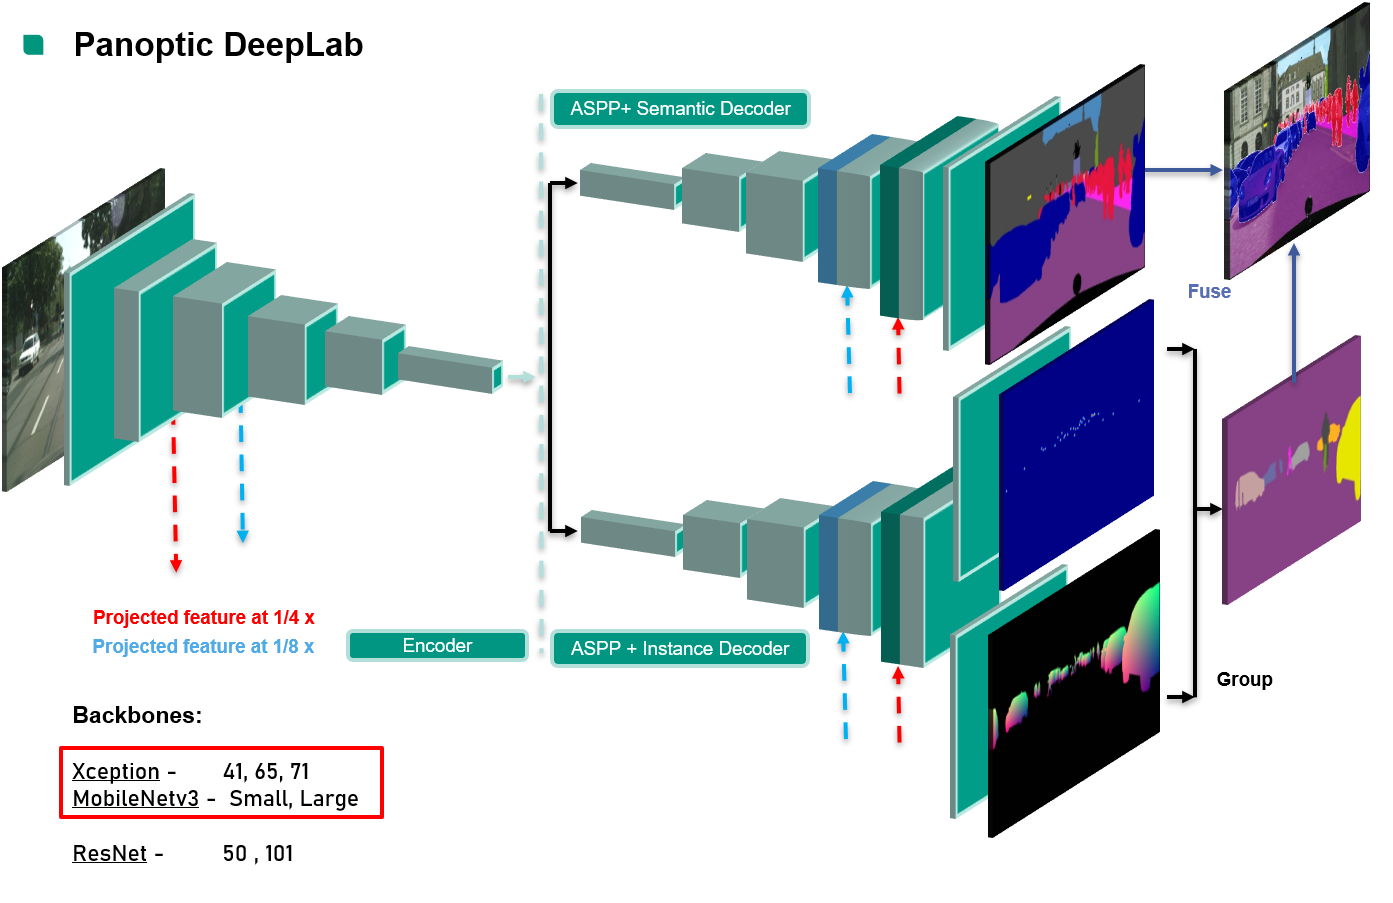 Panoptic DeepLab
ASPP+ Semantic Decoder
Fuse
Projected feature at 1/4 x
Projected feature at 1/8 x
Encoder
ASPP + Instance Decoder
Group
Backbones:
Xception - 41, 65, 71
MobileNetv3 - Small, Large
ResNet - 50 , 101